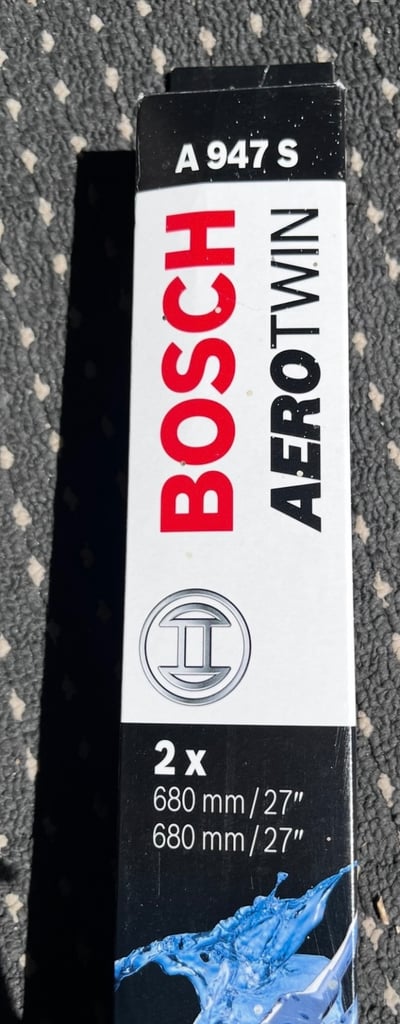 A 947 S
BOSCH
AEROTWIN
2 x
680 mm / 27"
680 mm / 27"